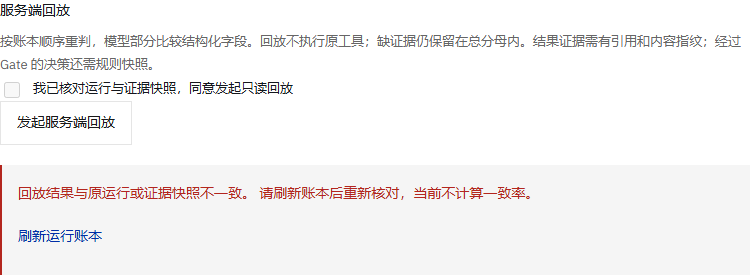 服务端回放
按账本顺序重判，模型部分比较结构化字段。回放不执行原工具；缺证据仍保留在总分母内。结果证据需有引用和内容指纹；经过
Gate 的决策还需规则快照。
我已核对运行与证据快照，同意发起只读回放
发起服务端回放
回放结果与原运行或证据快照不一致。 请刷新账本后重新核对，当前不计算一致率。
刷新运行账本